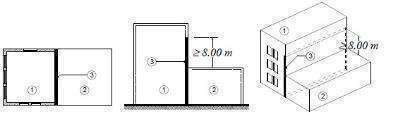 ① ③ ②
≥ 8.00 m
③
① ②
①
≥ 8.00 m
③
②